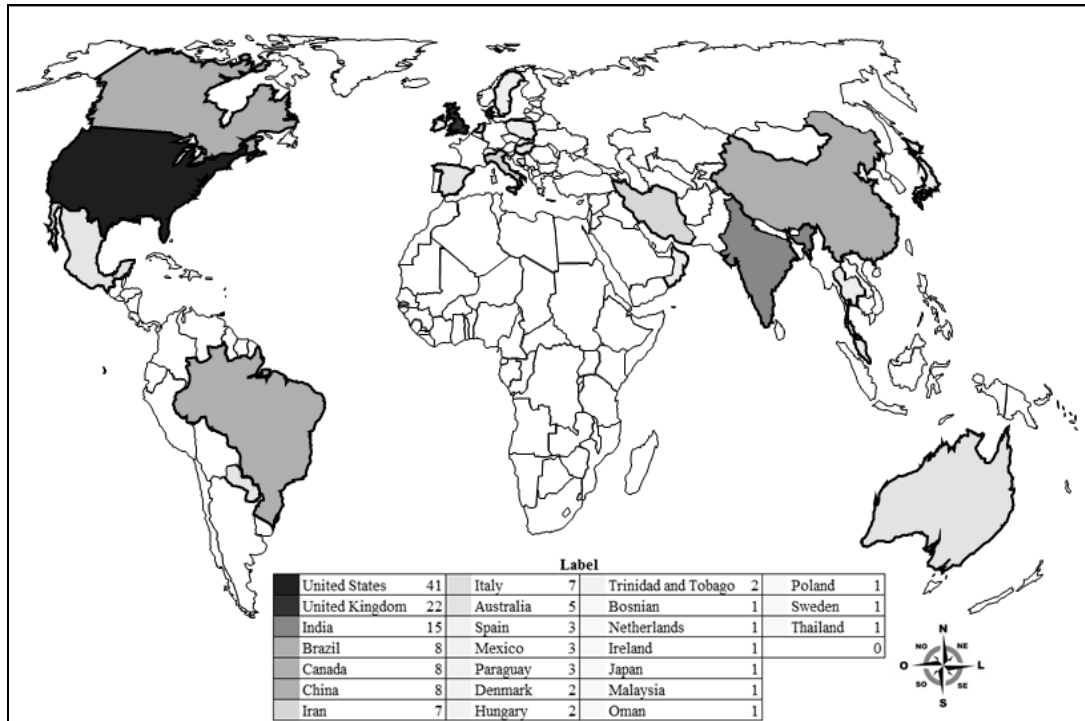 Label
United States 41 Italy 7 Trinidad and Tobago 2 Poland 1
United Kingdom 22 Australia 5 Bosnian 1 Sweden 1
India 15 Spain 3 Netherlands 1 Thailand 1
Brazil 8 Mexico 3 Ireland 1 0
Canada 8 Paraguay 3 Japan 1
China 8 Denmark 2 Malaysia 1
Iran 7 Hungary 2 Oman 1
N
NO NE
O L
SO SE
S